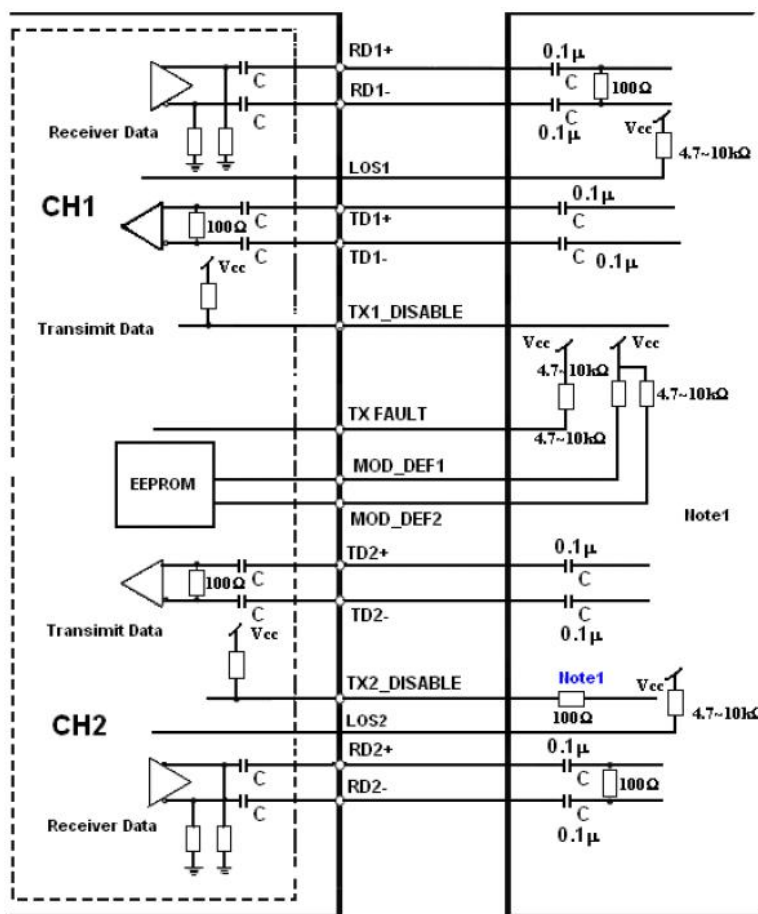 RD1+
0.1μ
C
C
100Ω
RD1-
C
C
0.1μ
Vcc
Receiver Data
4.7~10kΩ
LOS1
CH1
0.1μ
100Ω
C
TD1+
C
C
TD1-
C
0.1μ
Vcc
TX1_DISABLE
Transimit Data
Vcc
Vcc
4.7~10kΩ
4.7~10kΩ
TX FAULT
4.7~10kΩ
EEPROM
MOD_DEF1
MOD_DEF2
Note1
TD2+
0.1μ
100Ω
C
C
C
TD2-
C
0.1μ
Transimit Data
Vcc
TX2_DISABLE
Note1
Vcc
100Ω
4.7~10kΩ
CH2
LOS2
RD2+
0.1μ
C
C
100Ω
RD2-
C
C
0.1μ
Receiver Data